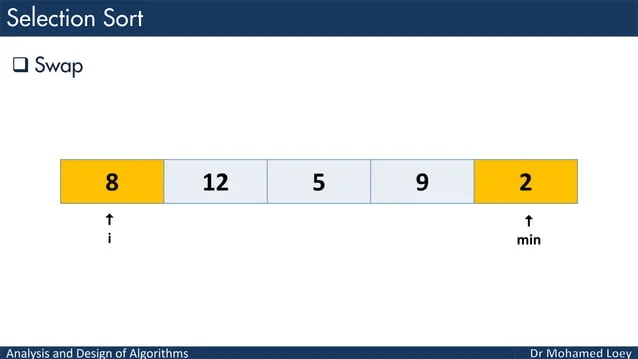 Selection Sort
❑ Swap
8 12 5 9 2
↑ ↑
i min
Analysis and Design of Algorithms Dr Mohamed Loey